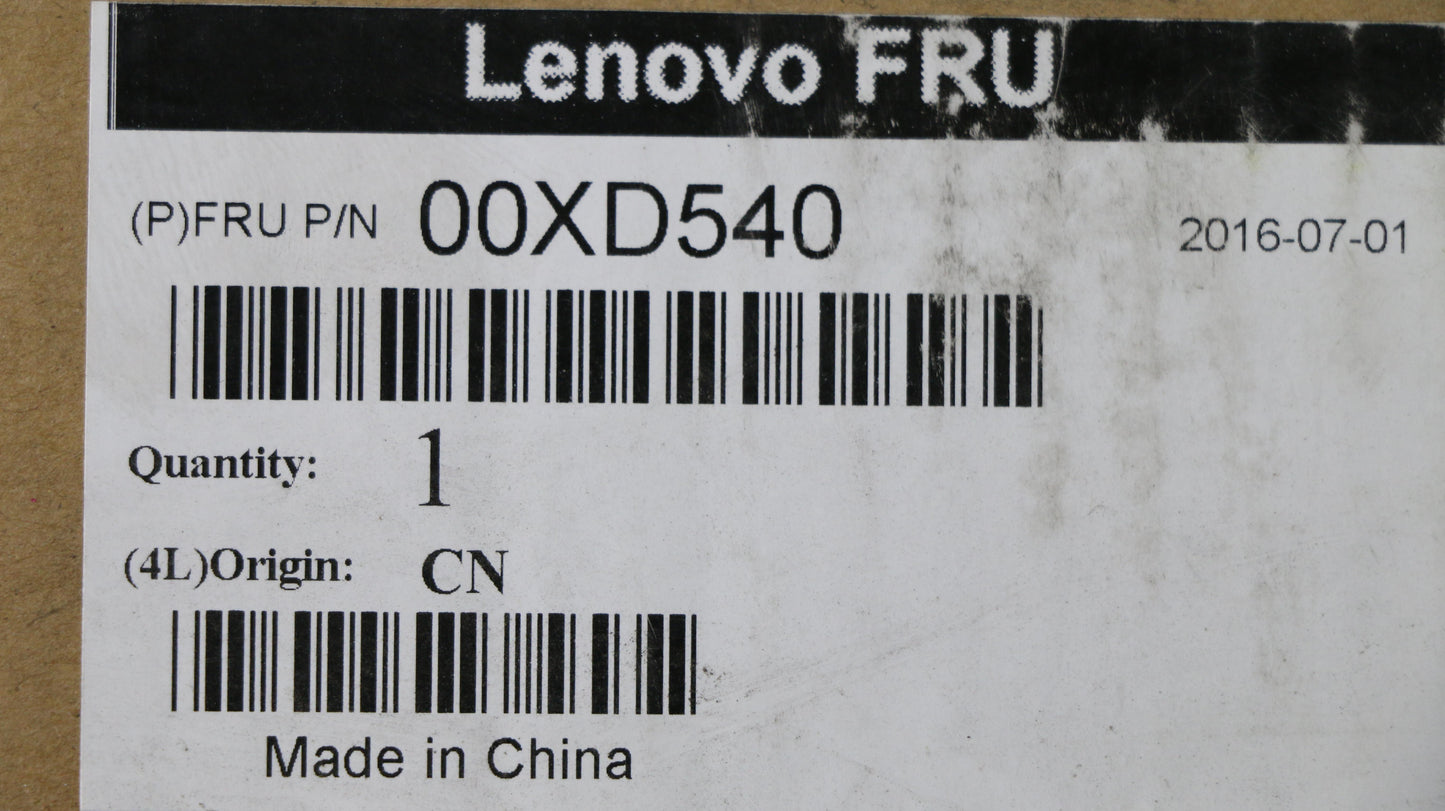 Lenovo FRU
(P)FRU P/N 00XD540 2016-07-01
Quantity: 1
(4L)Origin: CN
Made in China